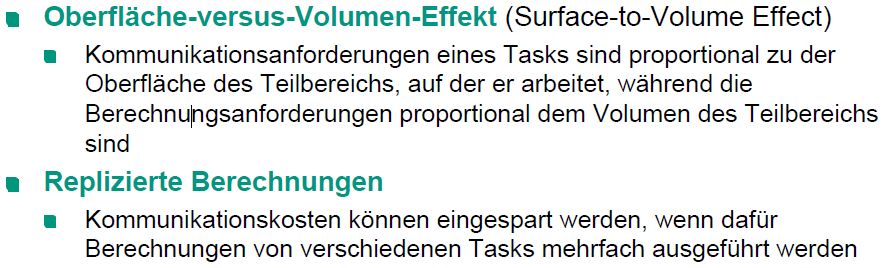 Oberfläche-versus-Volumen-Effekt (Surface-to-Volume Effect)
Kommunikationsanforderungen eines Tasks sind proportional zu der
Oberfläche des Teilbereichs, auf der er arbeitet, während die
Berechnungsanforderungen proportional dem Volumen des Teilbereichs
sind
Replizierte Berechnungen
Kommunikationskosten können eingespart werden, wenn dafür
Berechnungen von verschiedenen Tasks mehrfach ausgeführt werden